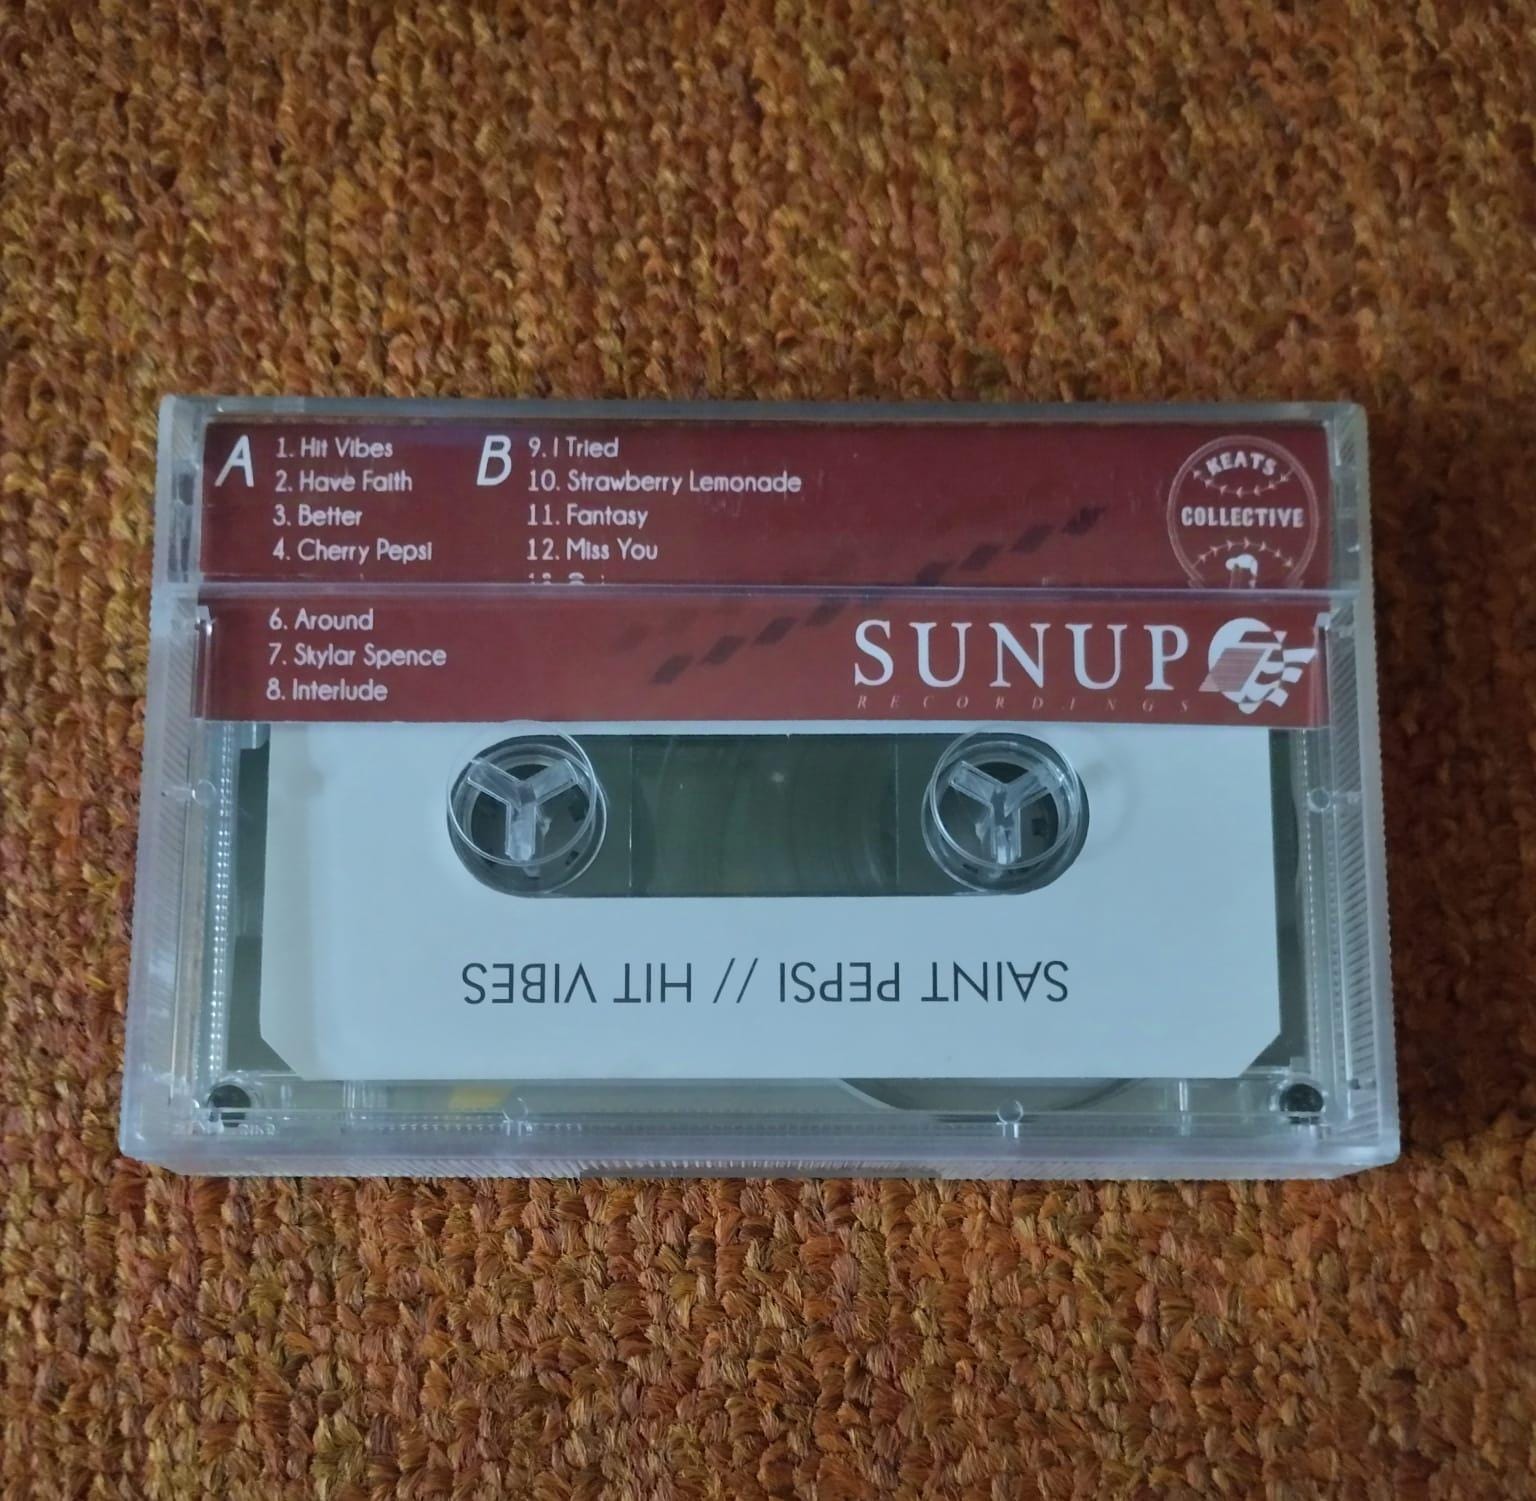 A
1. Hit Vibes
2. Have Faith
3. Better
4. Cherry Pepsi
6. Around
7. Skylar Spence
8. Interlude
B
9. I Tried
10. Strawberry Lemonade
11. Fantasy
12. Miss You
KEATS
COLLECTIVE
SUNUP
RECORDINGS
SAINT PEPSI // HIT VIBES